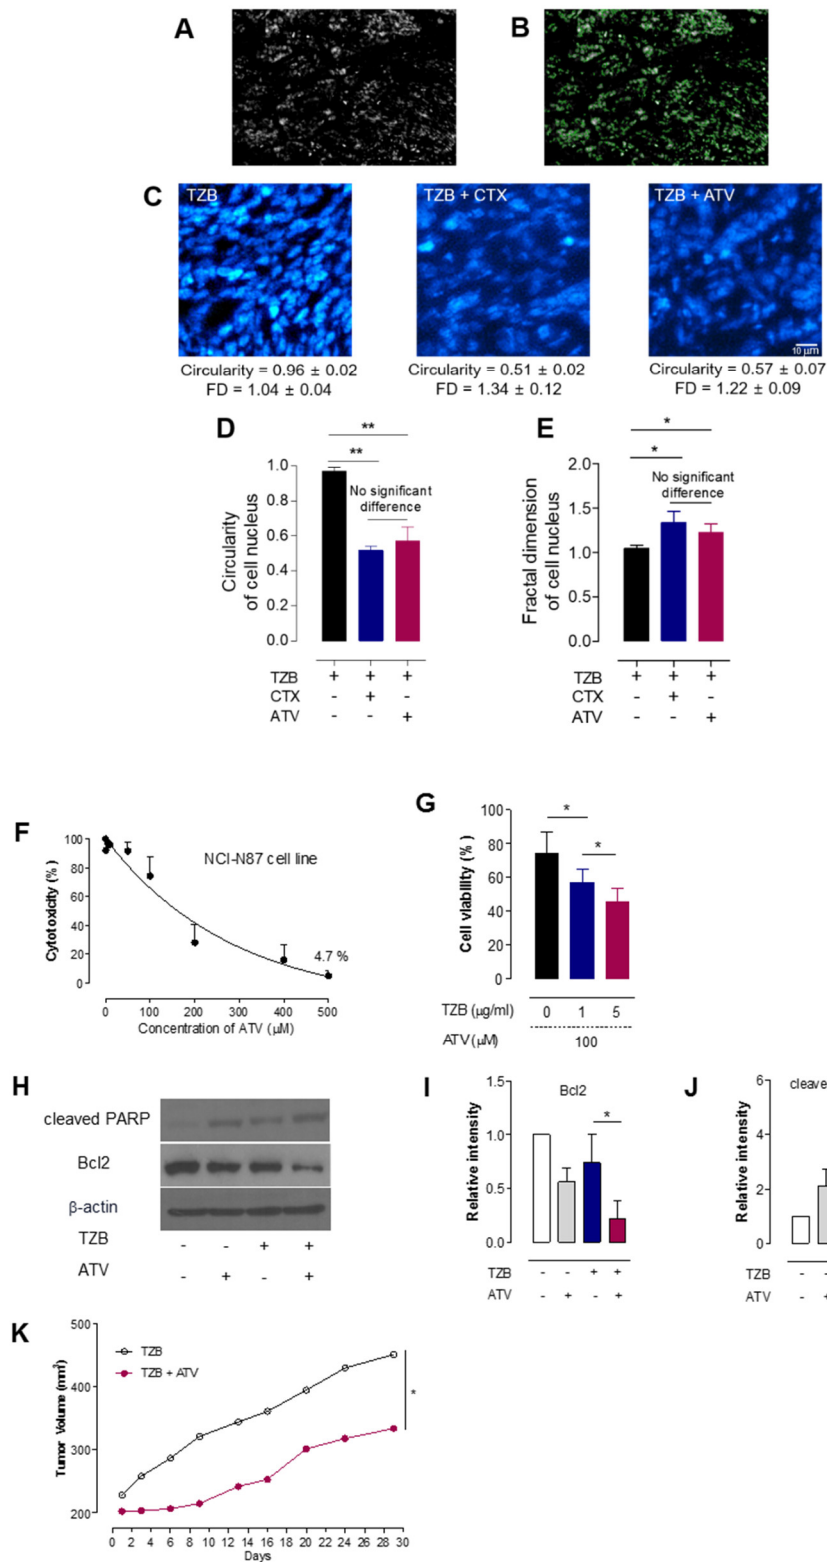 A
B
C
TZB
TZB + CTX
TZB + ATV
10 µm
Circularity = 0.96 ± 0.02
FD = 1.04 ± 0.04
Circularity = 0.51 ± 0.02
FD = 1.34 ± 0.12
Circularity = 0.57 ± 0.07
FD = 1.22 ± 0.09
D
**
**
No significant
difference
1.0
0.8
0.6
0.4
0.2
0.0
Circularity
of cell nucleus
TZB + + +
CTX - + -
ATV - - +
E
*
*
No significant
difference
2.0
1.5
1.0
0.5
0.0
Fractal dimension
of cell nucleus
TZB + + +
CTX - + -
ATV - - +
F
NCI-N87 cell line
100
80
60
40
20
0
Cytotoxicity (%)
4.7 %
0 100 200 300 400 500
Concentration of ATV (µM)
G
*
*
100
80
60
40
20
0
Cell viability (%)
TZB (µg/ml) 0 1 5
ATV (µM) 100
H
cleaved PARP
Bcl2
β-actin
TZB - - + +
ATV - + - +
I
Bcl2
*
1.5
1.0
0.5
0.0
Relative intensity
TZB - - + +
ATV - + - +
J
cleave
6
4
2
0
Relative intensity
TZB - -
ATV - +
K
TZB
TZB + ATV
500
400
300
200
Tumor Volume (mm³)
*
0 2 4 6 8 10 12 14 16 18 20 22 24 26 28 30
Days